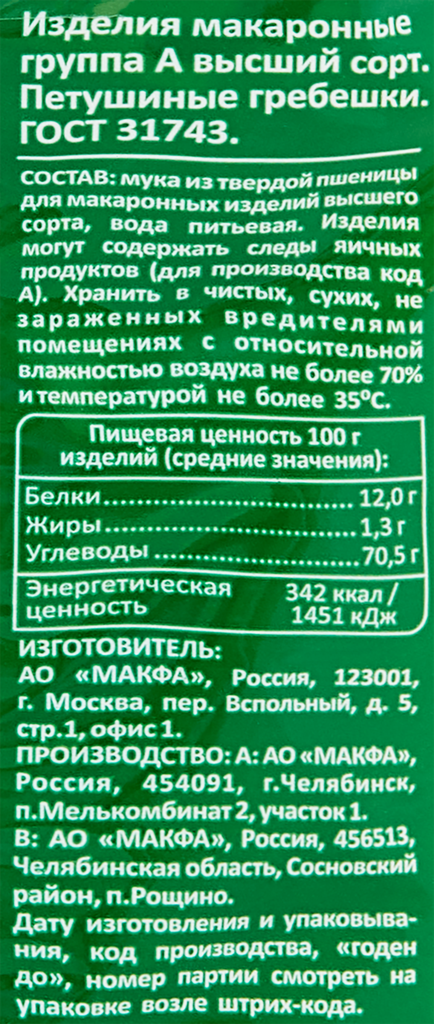 Изделия макаронные
группа А высший сорт.
Петушиные гребешки.
ГОСТ 31743.
СОСТАВ: мука из твердой пшеницы
для макаронных изделий высшего
сорта, вода питьевая. Изделия
могут содержать следы яичных
продуктов (для производства код
А). Хранить в чистых, сухих, не
зараженных вредителями
помещениях с относительной
влажностью воздуха не более 70%
и температурой не более 35ºС.
Пищевая ценность 100 г
изделий (средние значения):
Белки.............................. 12,0 г
Жиры.............................. 1,3 г
Углеводы ........................ 70,5 г
Энергетическая 342 ккал /
ценность 1451 кДж
ИЗГОТОВИТЕЛЬ:
АО «МАКФА», Россия, 123001,
г. Москва, пер. Вспольный, д. 5,
стр.1, офис 1.
ПРОИЗВОДСТВО: А: АО «МАКФА»,
Россия, 454091, г.Челябинск,
п.Мелькомбинат 2, участок 1.
В: АО «МАКФА», Россия, 456513,
Челябинская область, Сосновский
район, п.Рощино.
Дату изготовления и упаковыва-
ния, код производства, «годен
до», номер партии смотреть на
упаковке возле штрих-кода.